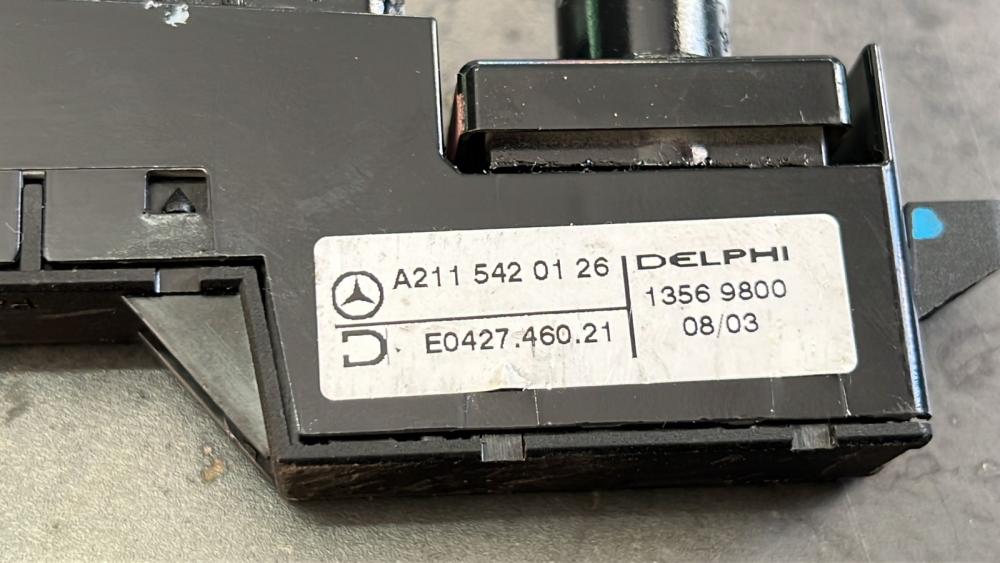 A211 542 01 26
DELPHI
1356 9800
E0427.460.21
08/03